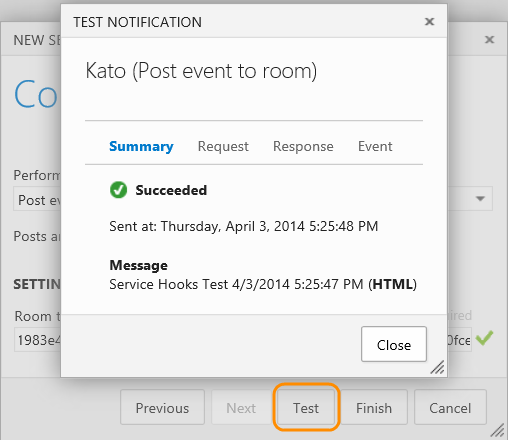 TEST NOTIFICATION
NEW SE
Kato (Post event to room)
Co
Summary Request Response Event
Perform
Succeeded
Post ev
Sent at: Thursday, April 3, 2014 5:25:48 PM
Posts a
Message
SETTIN
Service Hooks Test 4/3/2014 5:25:47 PM (HTML)
Room t
ired
1983e4
0fce
Close
Previous Next Test Finish Cancel